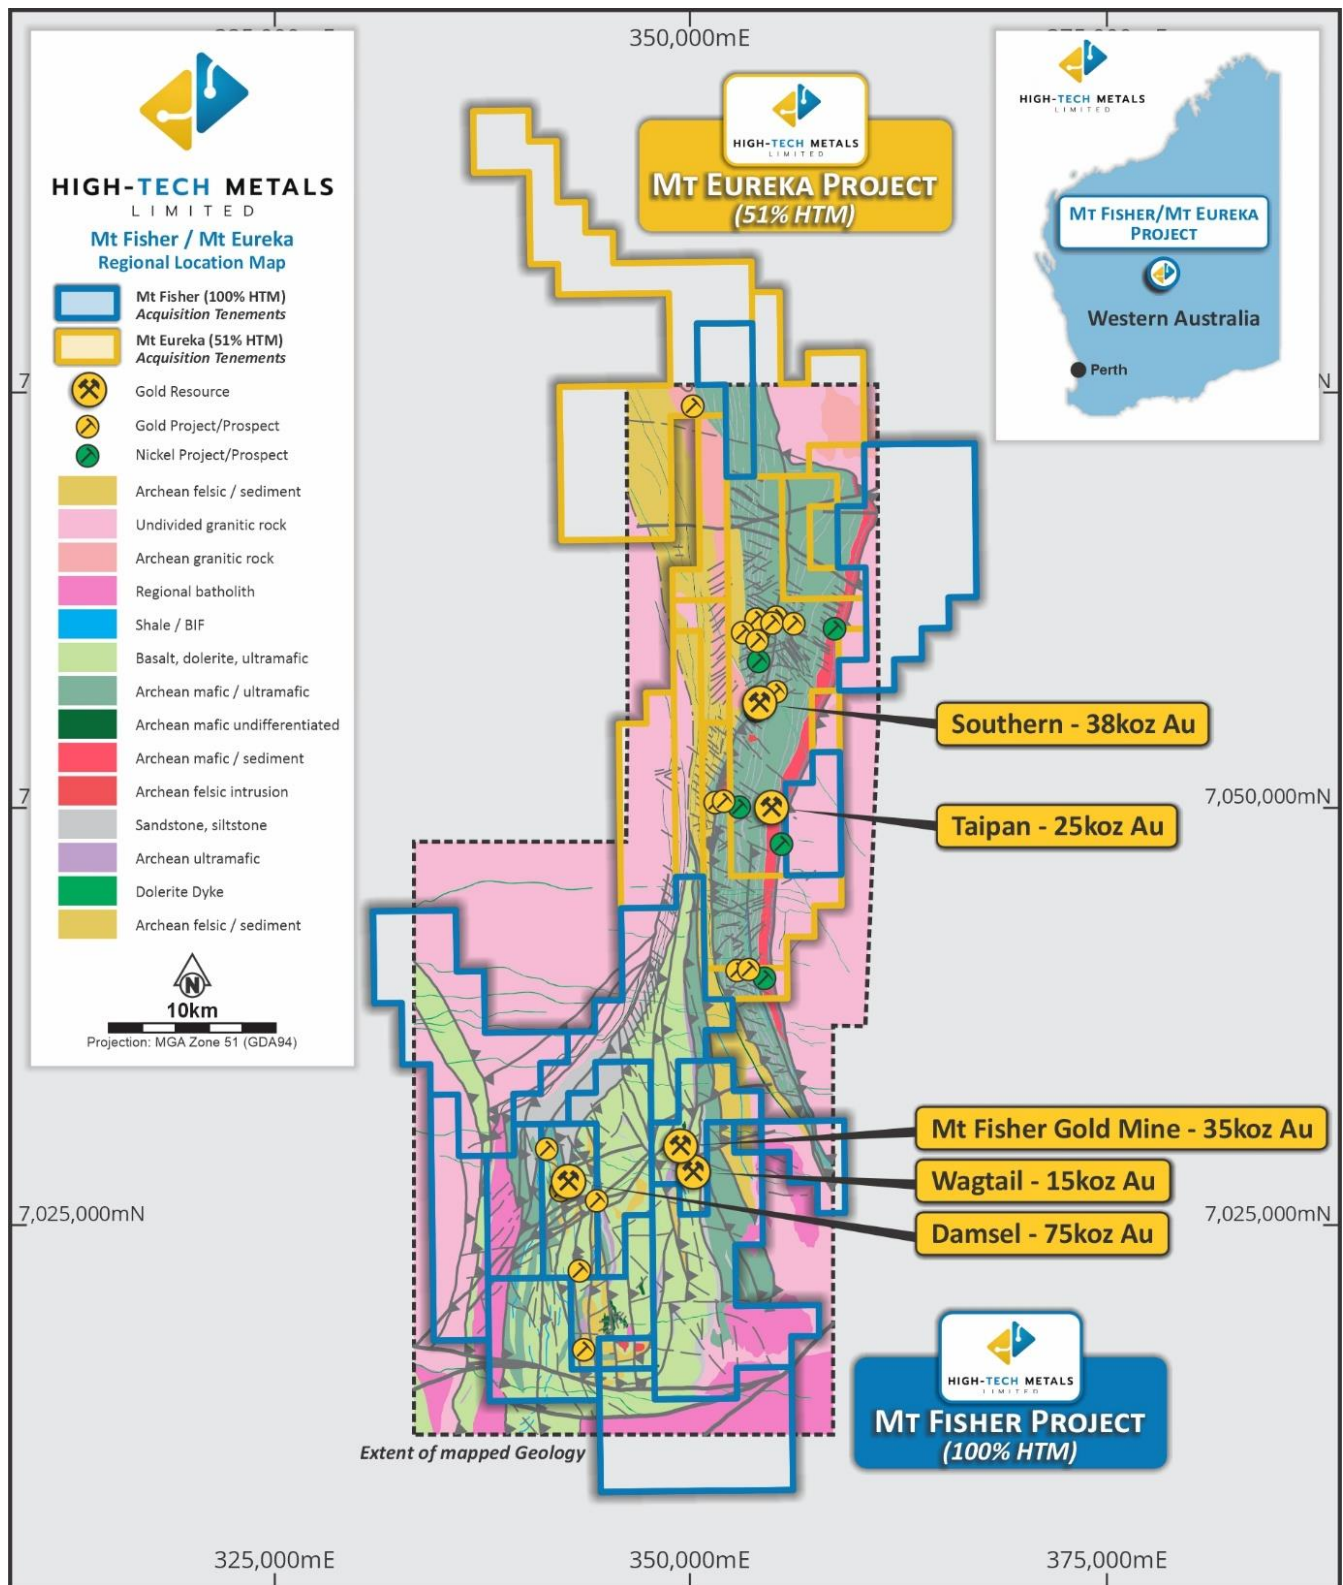 350,000mE
HIGH-TECH METALS
LIMITED
Mt Fisher / Mt Eureka
Regional Location Map
Mt Fisher (100% HTM)
Acquisition Tenements
Mt Eureka (51% HTM)
Acquisition Tenements
Gold Resource
Gold Project/Prospect
Nickel Project/Prospect
Archean felsic / sediment
Undivided granitic rock
Archean granitic rock
Regional batholith
Shale / BIF
Basalt, dolerite, ultramafic
Archean mafic / ultramafic
Archean mafic undifferentiated
Archean mafic / sediment
Archean felsic intrusion
Sandstone, siltstone
Archean ultramafic
Dolerite Dyke
Archean felsic / sediment
N
10km
Projection: MGA Zone 51 (GDA94)
HIGH-TECH METALS
LIMITED
MT EUREKA PROJECT
(51% HTM)
HIGH-TECH METALS
LIMITED
MT FISHER/MT EUREKA
PROJECT
Western Australia
Perth
Southern - 38koz Au
7,050,000mN
Taipan - 25koz Au
Mt Fisher Gold Mine - 35koz Au
Wagtail - 15koz Au
7,025,000mN
7,025,000mN
Damsel - 75koz Au
HIGH-TECH METALS
LIMITED
MT FISHER PROJECT
(100% HTM)
Extent of mapped Geology
325,000mE
350,000mE
375,000mE